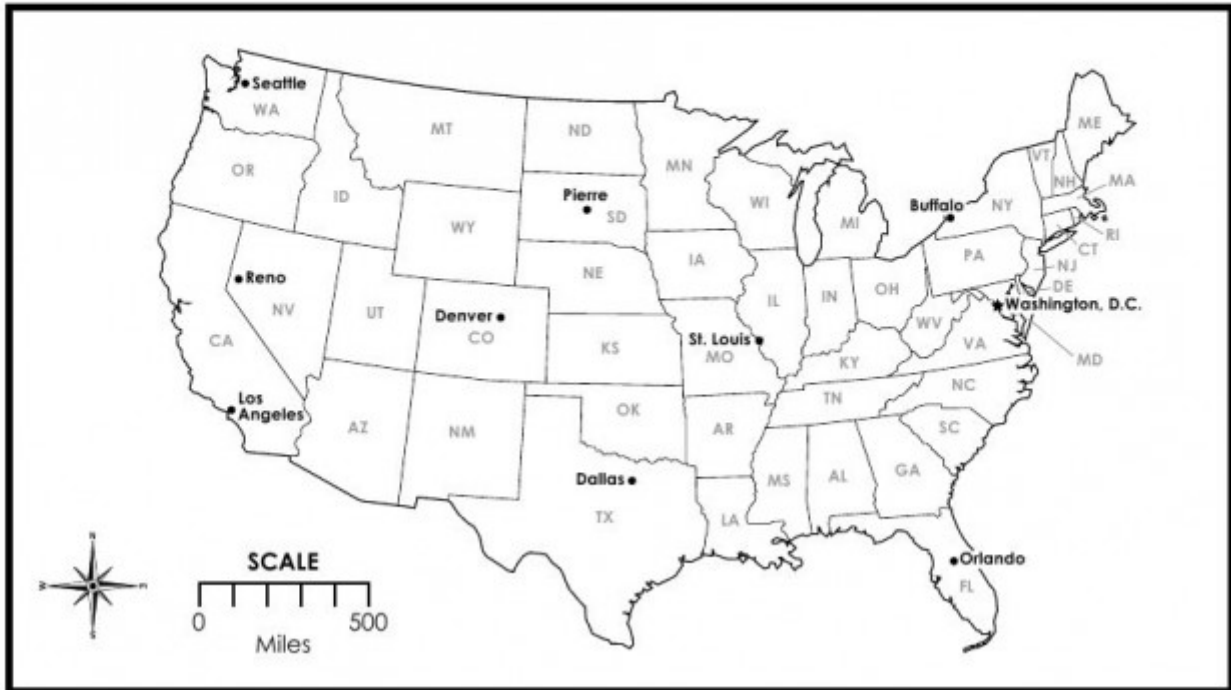 Seattle
WA
MT
ND
MN
ME
VT
NH
MA
OR
ID
Pierre
SD
WI
MI
Buffalo
NY
RI
CT
WY
IA
PA
NJ
DE
Reno
NV
UT
NE
IL
IN
OH
Washington, D.C.
Denver
CO
St. Louis
MO
KS
WV
VA
MD
CA
KY
Los
Angeles
AZ
NM
OK
AR
TN
NC
SC
Dallas
TX
MS
AL
GA
LA
Orlando
FL
N
W
E
S
SCALE
0 500
Miles